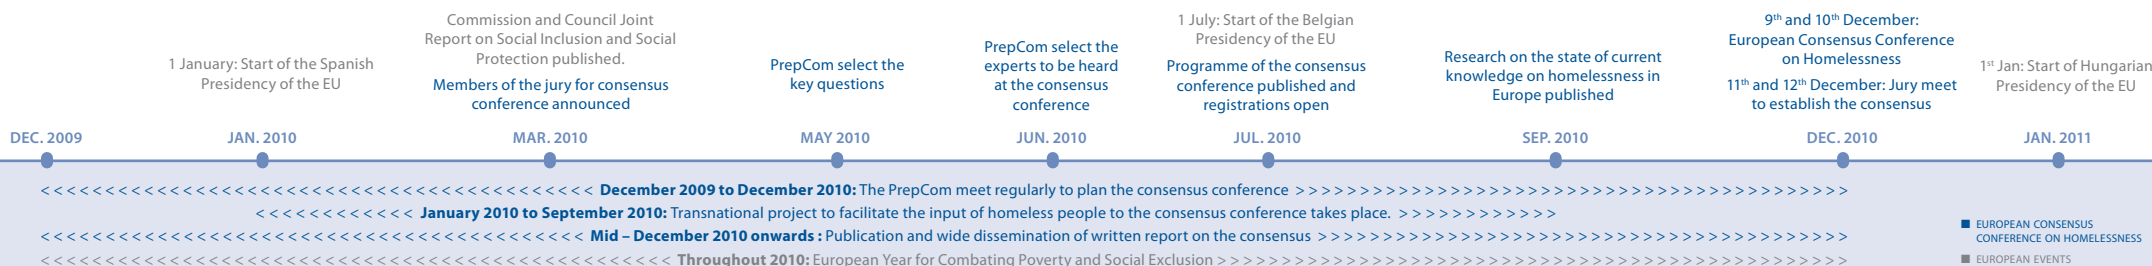 1 January: Start of the Spanish
Presidency of the EU
Commission and Council Joint
Report on Social Inclusion and Social
Protection published.
Members of the jury for consensus
conference announced
PrepCom select the
key questions
PrepCom select the
experts to be heard
at the consensus
conference
1 July: Start of the Belgian
Presidency of the EU
Programme of the consensus
conference published and
registrations open
Research on the state of current
knowledge on homelessness in
Europe published
9th and 10th December:
European Consensus Conference
on Homelessness
11th and 12th December: Jury meet
to establish the consensus
1st Jan: Start of Hungarian
Presidency of the EU
DEC. 2009 JAN. 2010 MAR. 2010 MAY 2010 JUN. 2010 JUL. 2010 SEP. 2010 DEC. 2010 JAN. 2011
< < < < < < < < < < < < < < < < < < < < < < < < < < < < < < < < < < < < < < < < < December 2009 to December 2010: The PrepCom meet regularly to plan the consensus conference > > > > > > > > > > > > > > > > > > > > > > > > > > > > > > > > > > > > > > > > >
< < < < < < < < < < < < January 2010 to September 2010: Transnational project to facilitate the input of homeless people to the consensus conference takes place. > > > > > > > > > > > >
< < < < < < < < < < < < < < < < < < < < < < < < < < < < < < < < < < < < < < < < Mid – December 2010 onwards : Publication and wide dissemination of written report on the consensus > > > > > > > > > > > > > > > > > > > > > > > > > > > > > > > > > > > > > > >
< < < < < < < < < < < < < < < < < < < < < < < < < < < < < < < < < < < < < < < < < < < < < < < Throughout 2010: European Year for Combating Poverty and Social Exclusion > > > > > > > > > > > > > > > > > > > > > > > > > > > > > > > > > > > > > > > > > > > > > > >
EUROPEAN CONSENSUS
CONFERENCE ON HOMELESSNESS
EUROPEAN EVENTS